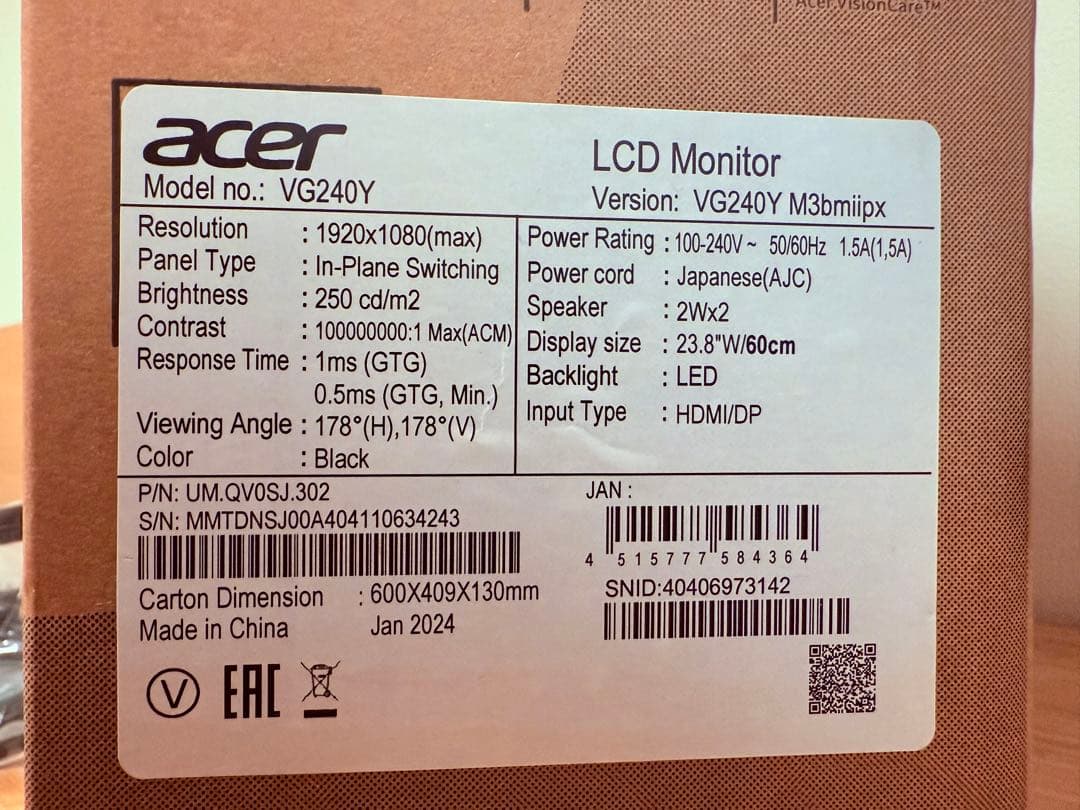 Acer VisionCare™
acer
LCD Monitor
Model no.: VG240Y
Version: VG240Y M3bmiipx
Resolution : 1920x1080(max)
Panel Type : In-Plane Switching
Brightness : 250 cd/m2
Contrast : 100000000:1 Max(ACM)
Response Time : 1ms (GTG)
0.5ms (GTG, Min.)
Viewing Angle : 178°(H),178°(V)
Color : Black
Power Rating : 100-240V~ 50/60Hz 1.5A(1,5A)
Power cord : Japanese(AJC)
Speaker : 2Wx2
Display size : 23.8"W/60cm
Backlight : LED
Input Type : HDMI/DP
P/N: UM.QV0SJ.302
S/N: MMTDNSJ00A404110634243
Carton Dimension : 600X409X130mm
Made in China Jan 2024
JAN :
4 515777 584364
SNID:40406973142
V EAC